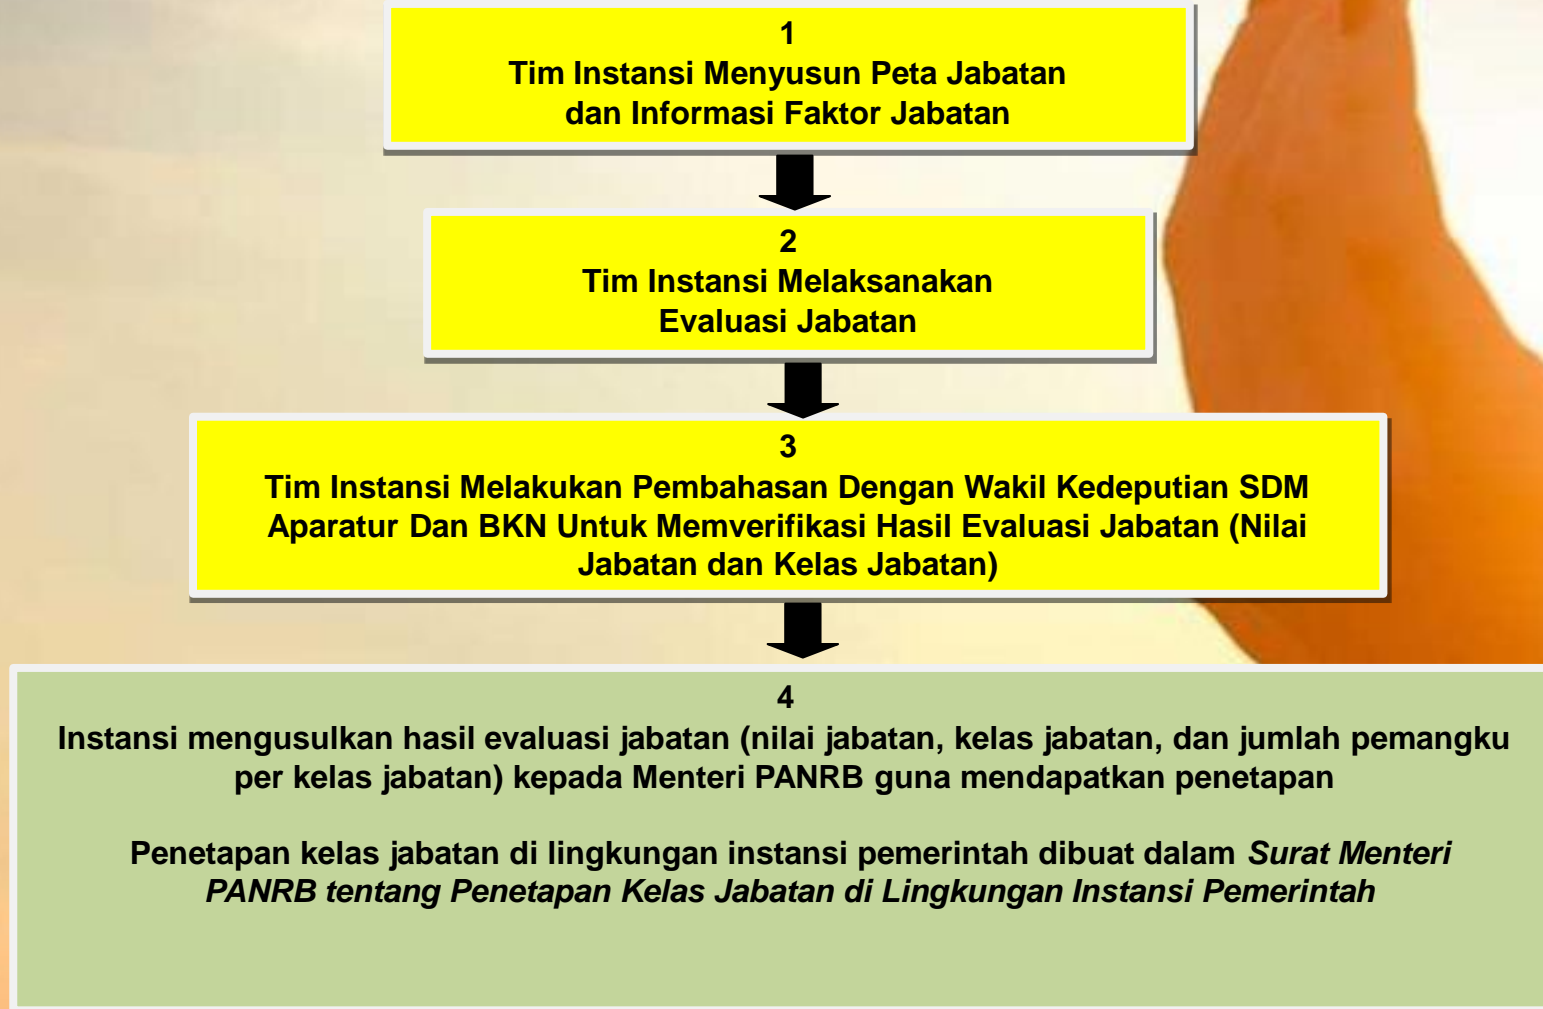 1
Tim Instansi Menyusun Peta Jabatan
dan Informasi Faktor Jabatan
2
Tim Instansi Melaksanakan
Evaluasi Jabatan
3
Tim Instansi Melakukan Pembahasan Dengan Wakil Kedeputian SDM
Aparatur Dan BKN Untuk Memverifikasi Hasil Evaluasi Jabatan (Nilai
Jabatan dan Kelas Jabatan)
4
Instansi mengusulkan hasil evaluasi jabatan (nilai jabatan, kelas jabatan, dan jumlah pemangku
per kelas jabatan) kepada Menteri PANRB guna mendapatkan penetapan
Penetapan kelas jabatan di lingkungan instansi pemerintah dibuat dalam Surat Menteri
PANRB tentang Penetapan Kelas Jabatan di Lingkungan Instansi Pemerintah